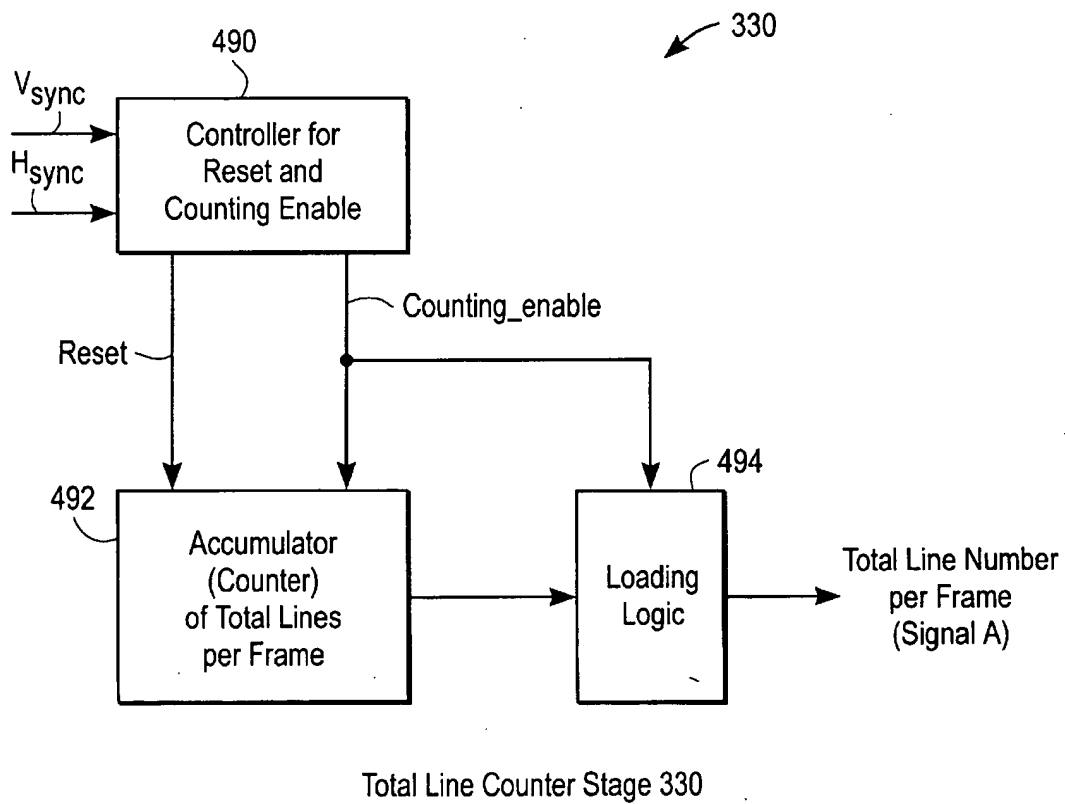 330
490
Vsync
Hsync
Controller for
Reset and
Counting Enable
Counting_enable
Reset
492
494
Accumulator
(Counter)
of Total Lines
per Frame
Loading
Logic
Total Line Number
per Frame
(Signal A)
Total Line Counter Stage 330